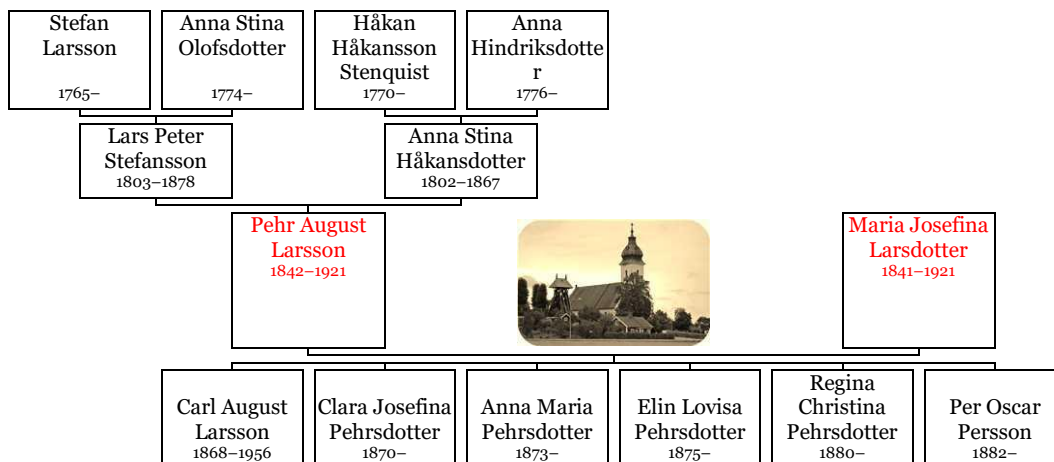 Stefan
Larsson
1765–
Anna Stina
Olofsdotter
1774–
Håkan
Håkansson
Stenquist
1770–
Anna
Hindriksdotte
r
1776–
Lars Peter
Stefansson
1803–1878
Anna Stina
Håkansdotter
1802–1867
Pehr August
Larsson
1842–1921
Maria Josefina
Larsdotter
1841–1921
Carl August
Larsson
1868–1956
Clara Josefina
Pehrsdotter
1870–
Anna Maria
Pehrsdotter
1873–
Elin Lovisa
Pehrsdotter
1875–
Regina
Christina
Pehrsdotter
1880–
Per Oscar
Persson
1882–